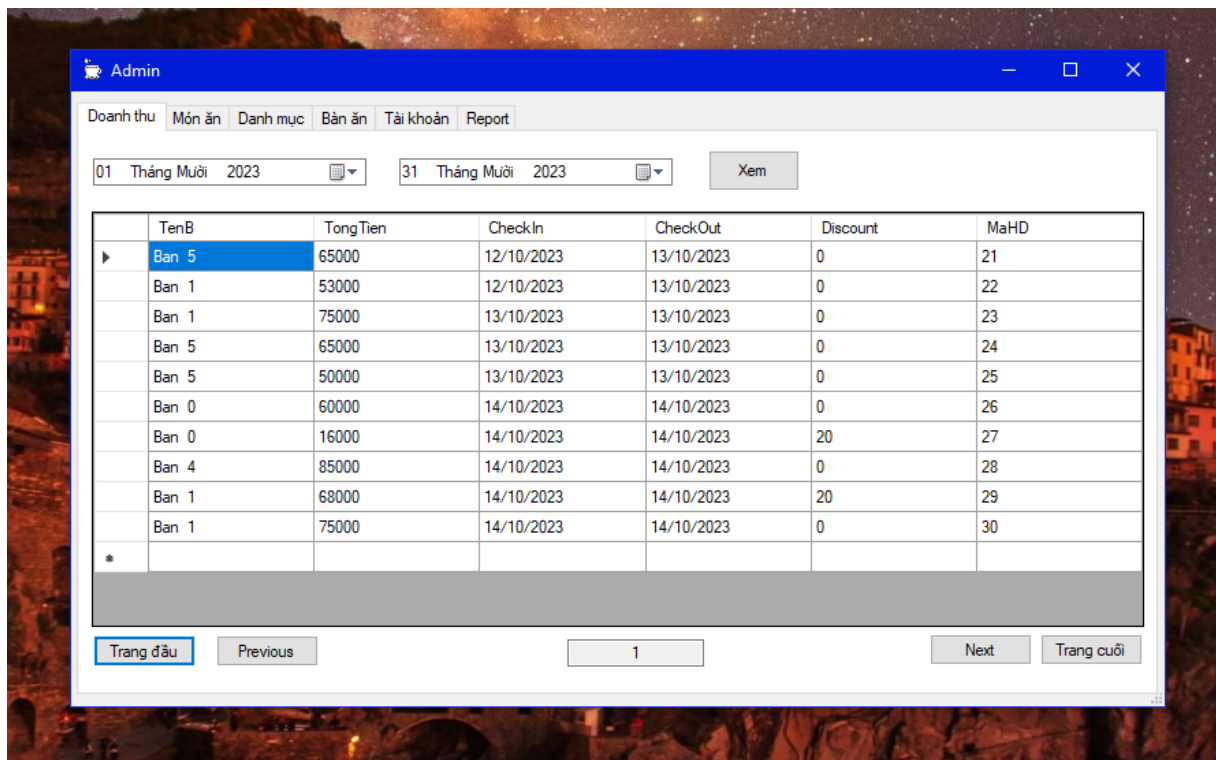 Admin
Doanh thu Món ăn Danh mục Bàn ăn Tài khoản Report
01 Tháng Mười 2023 31 Tháng Mười 2023 Xem
TenB TongTien CheckIn CheckOut Discount MaHD
Ban 5 65000 12/10/2023 13/10/2023 0 21
Ban 1 53000 12/10/2023 13/10/2023 0 22
Ban 1 75000 13/10/2023 13/10/2023 0 23
Ban 5 65000 13/10/2023 13/10/2023 0 24
Ban 5 50000 13/10/2023 13/10/2023 0 25
Ban 0 60000 14/10/2023 14/10/2023 0 26
Ban 0 16000 14/10/2023 14/10/2023 20 27
Ban 4 85000 14/10/2023 14/10/2023 0 28
Ban 1 68000 14/10/2023 14/10/2023 20 29
Ban 1 75000 14/10/2023 14/10/2023 0 30
Trang đầu Previous 1 Next Trang cuối